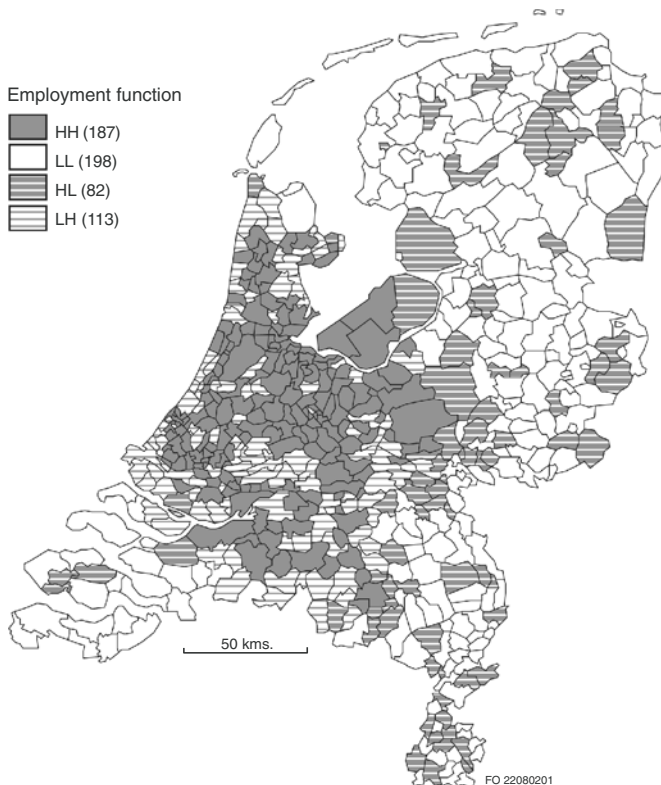 Employment function
HH (187)
LL (198)
HL (82)
LH (113)
50 kms.
FO 22080201